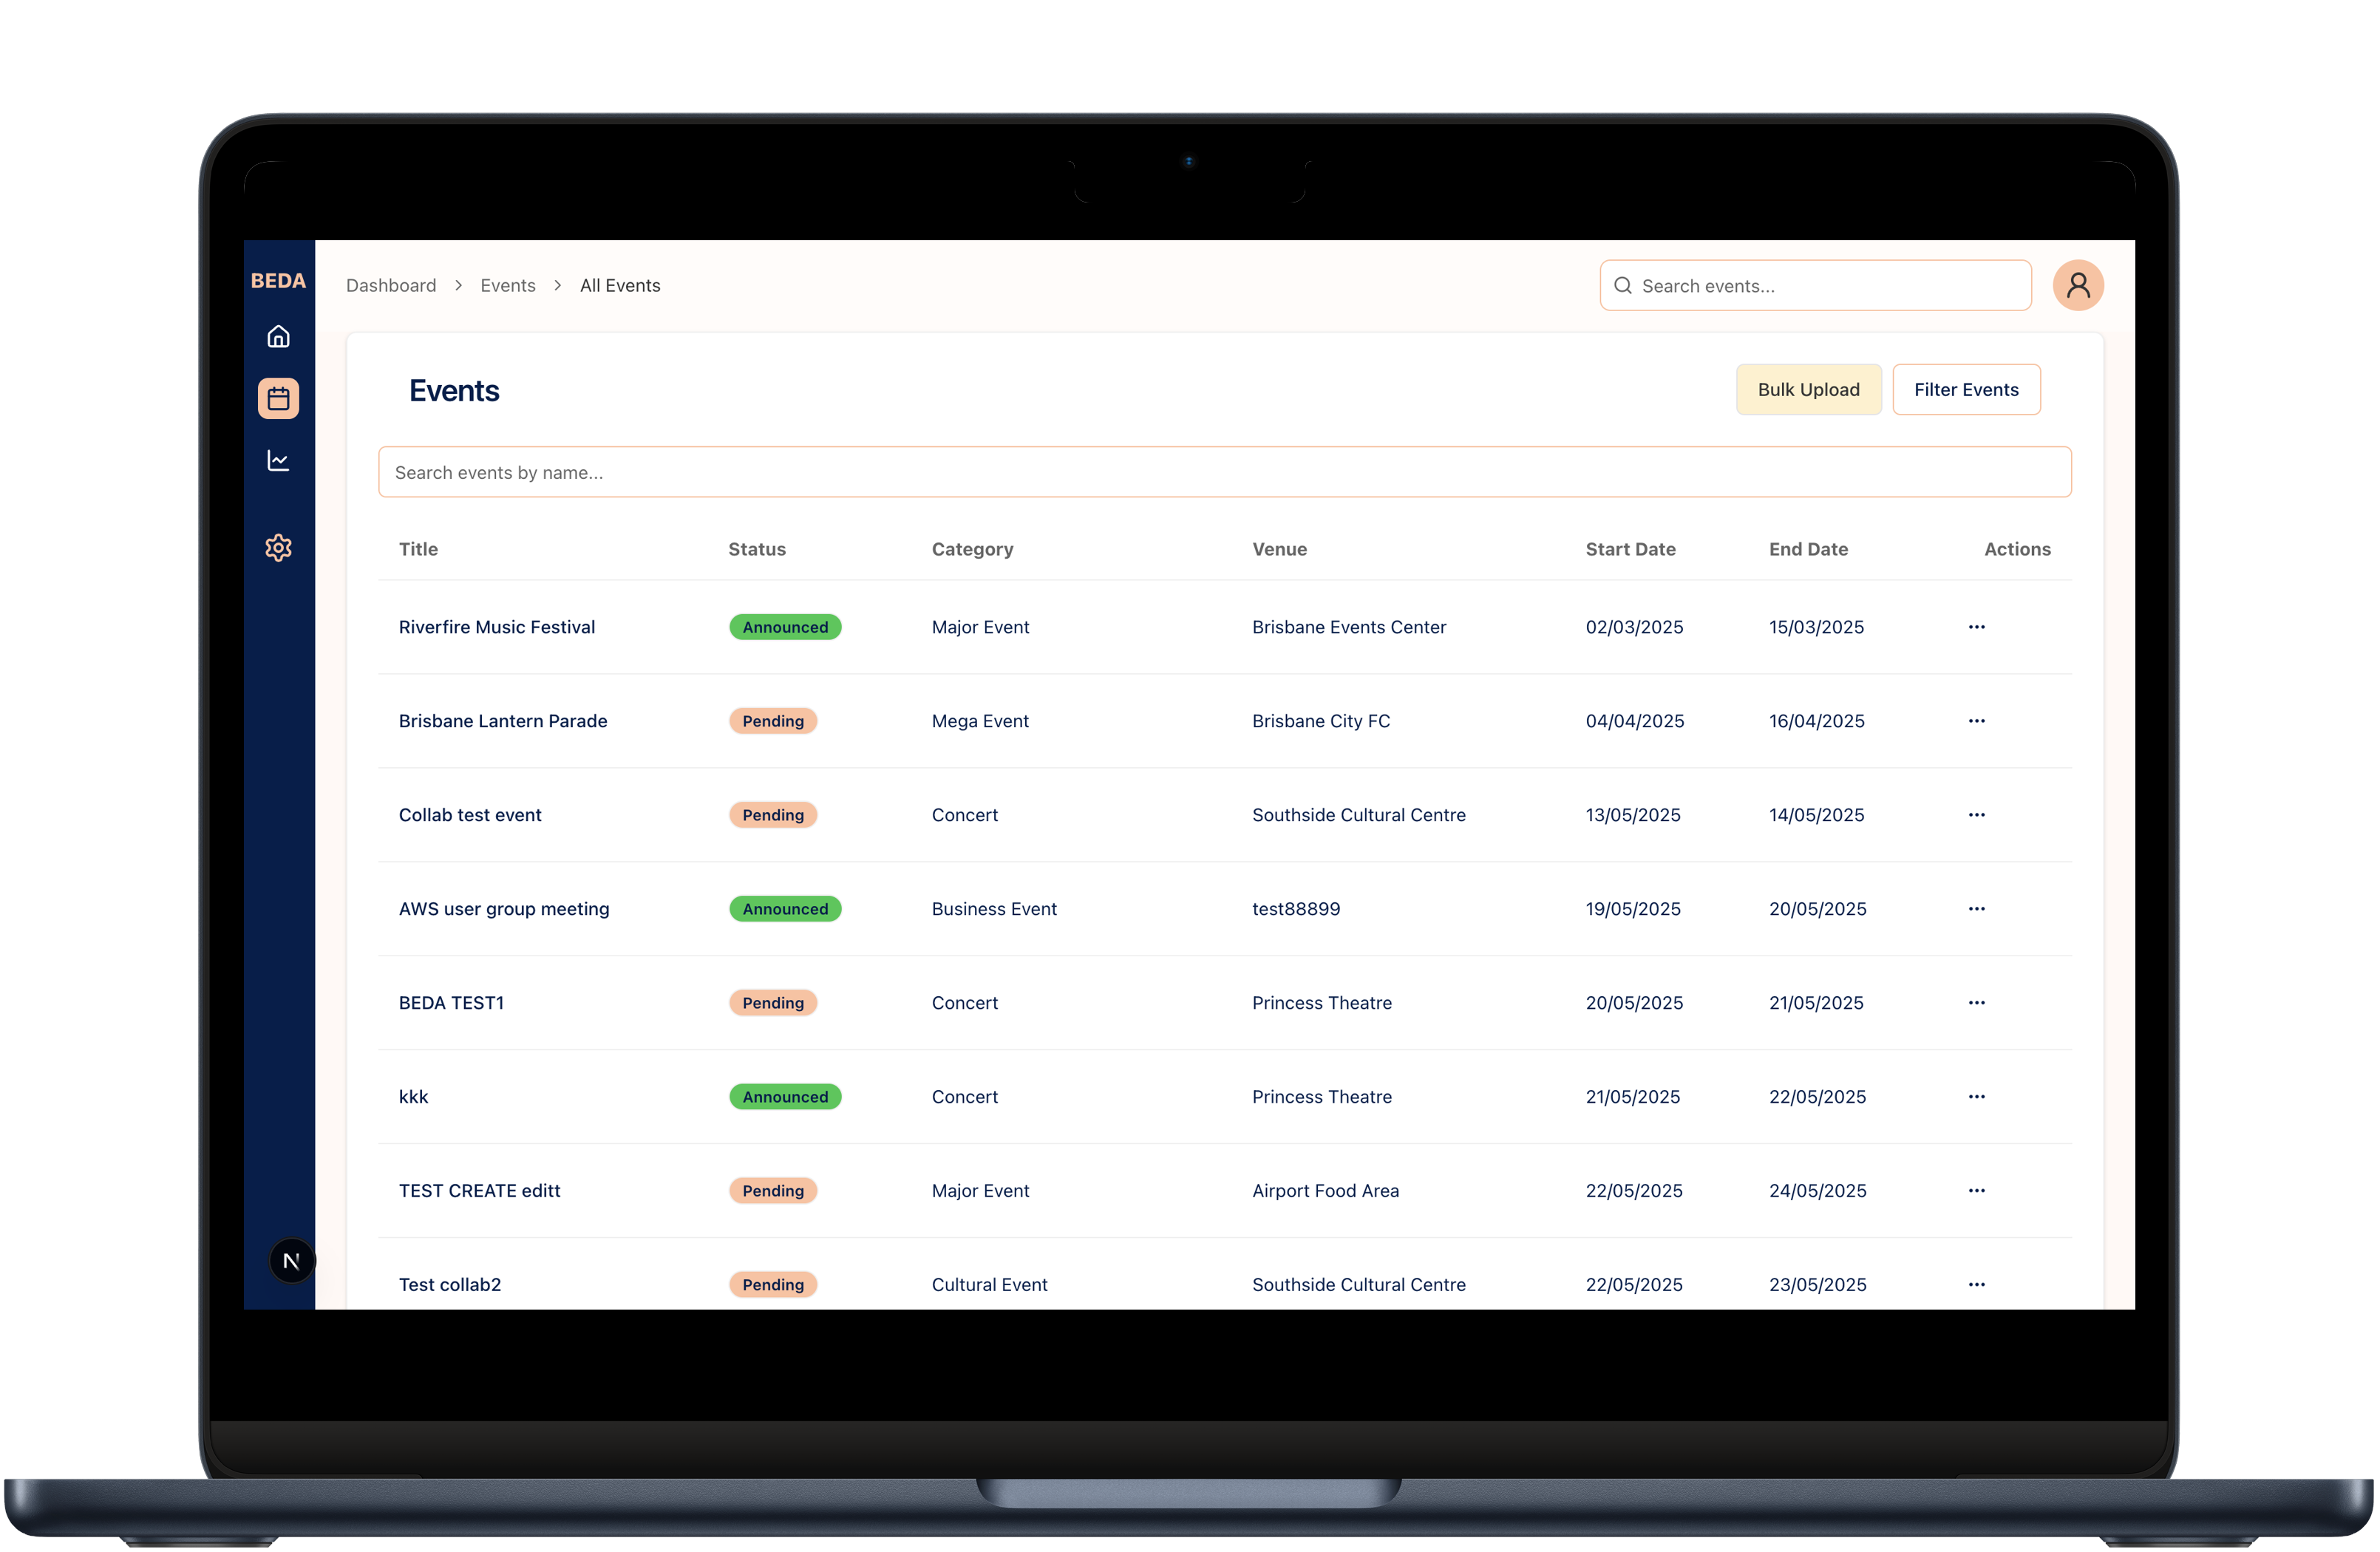 BEDA
Dashboard > Events > All Events
Search events...
Events
Bulk Upload
Filter Events
Search events by name...
Title Status Category Venue Start Date End Date Actions
Riverfire Music Festival Announced Major Event Brisbane Events Center 02/03/2025 15/03/2025 ...
Brisbane Lantern Parade Pending Mega Event Brisbane City FC 04/04/2025 16/04/2025 ...
Collab test event Pending Concert Southside Cultural Centre 13/05/2025 14/05/2025 ...
AWS user group meeting Announced Business Event test88899 19/05/2025 20/05/2025 ...
BEDA TEST1 Pending Concert Princess Theatre 20/05/2025 21/05/2025 ...
kkk Announced Concert Princess Theatre 21/05/2025 22/05/2025 ...
TEST CREATE editt Pending Major Event Airport Food Area 22/05/2025 24/05/2025 ...
Test collab2 Pending Cultural Event Southside Cultural Centre 22/05/2025 23/05/2025 ...
N